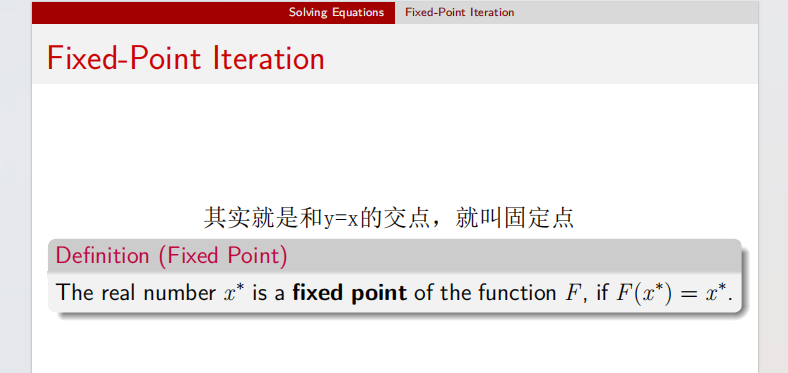 Solving Equations Fixed-Point Iteration
Fixed-Point Iteration
其实就是和y=x的交点，就叫固定点
Definition (Fixed Point)
The real number x* is a fixed point of the function F, if F(x*) = x*.